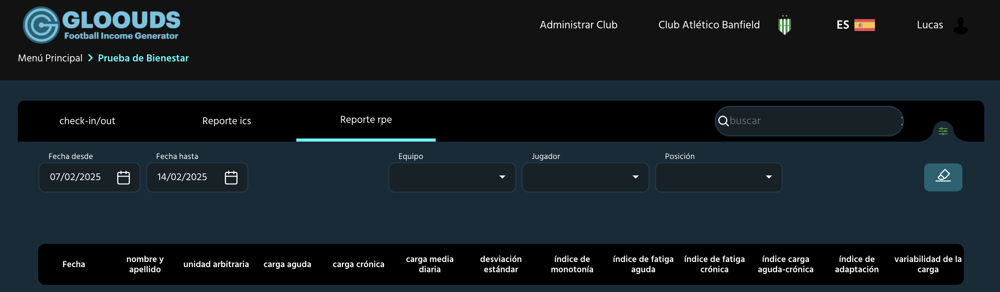 GLOOUDS
Football Income Generator
Administrar Club
Club Atlético Banfield
ES
Lucas
Menú Principal > Prueba de Bienestar
check-in/out
Reporte ics
Reporte rpe
buscar
Fecha desde
Fecha hasta
Equipo
Jugador
Posición
07/02/2025
14/02/2025
Fecha
nombre y
apellido
unidad arbitraria
carga aguda
carga crónica
carga media
diaria
desviación
estándar
índice de
monotonía
índice de fatiga
aguda
índice de fatiga
crónica
índice carga
aguda-crónica
índice de
adaptación
variabilidad de la
carga